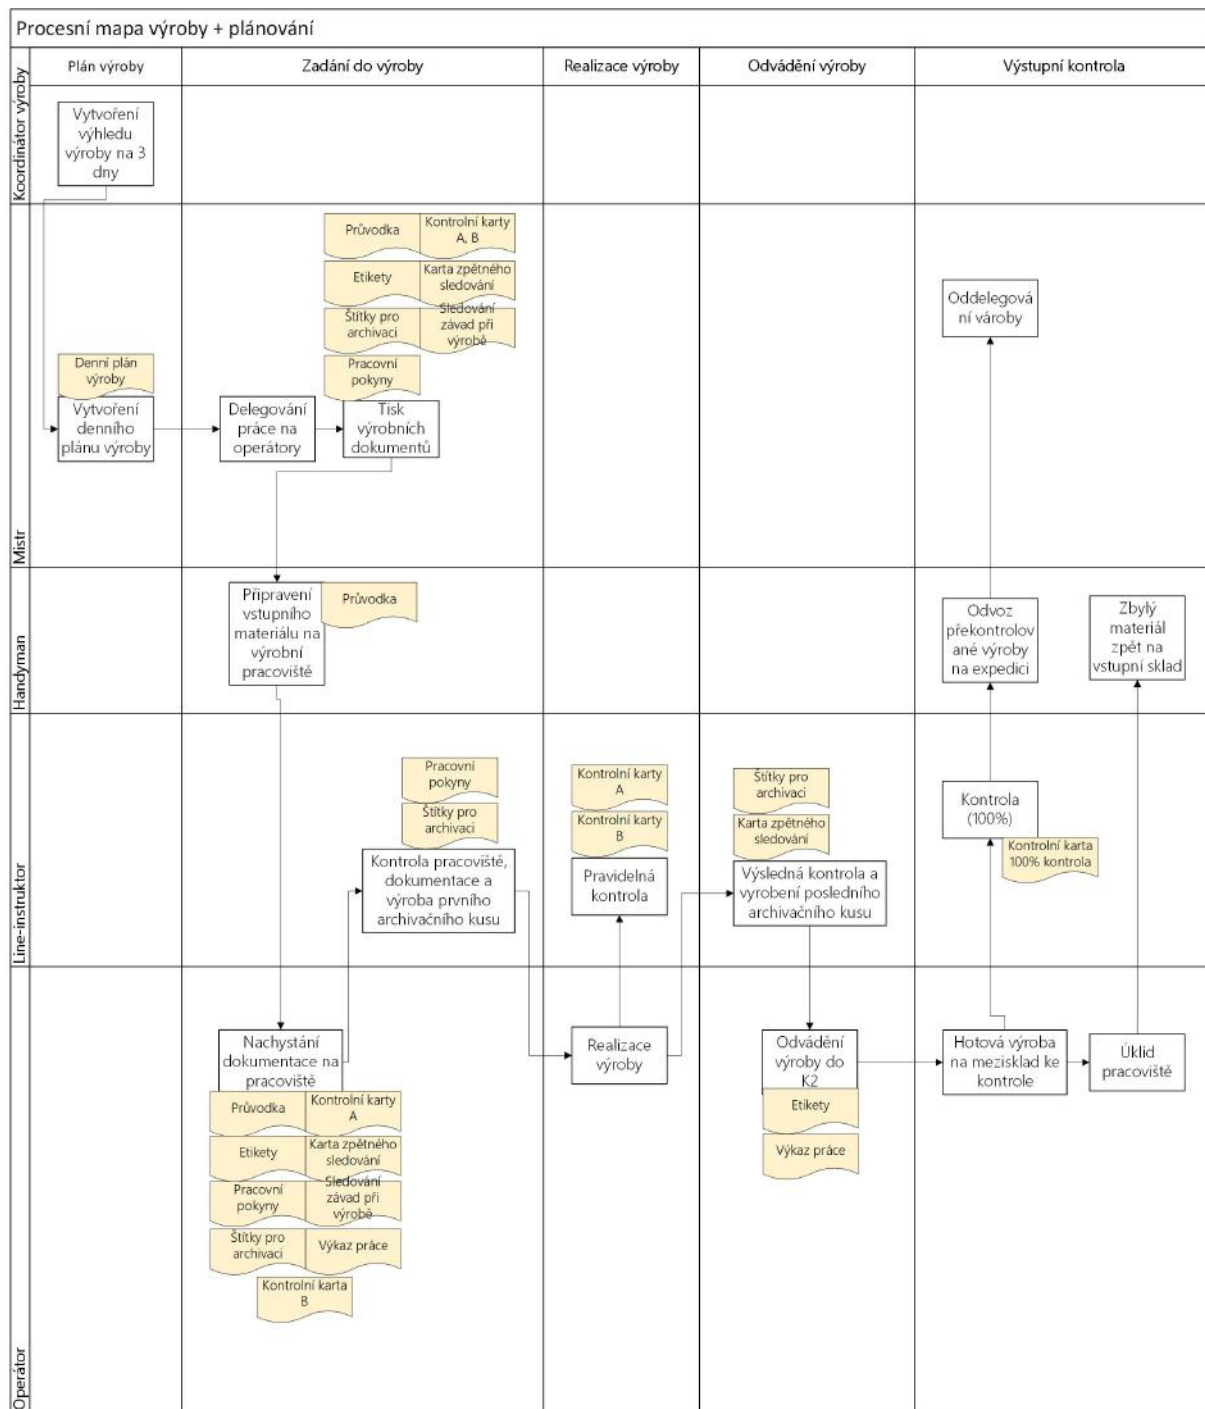 Procesní mapa výroby + plánování
Plán výroby
Zadání do výroby
Realizace výroby
Odvádění výroby
Výstupní kontrola
Koordinátor výroby
Vytvoření
výhledu
výroby na 3
dny
Mistr
Průvodka
Kontrolní karty
A, B
Etikety
Karta zpětného
sledování
Štítky pro
archivaci
Sledování
závad při
výrobě
Pracovní
pokyny
Denní plán
výroby
Vytvoření
denního
plánu výroby
Delegování
práce na
operátory
Tisk
výrobních
dokumentů
Oddelegová
ní vároby
Handyman
Připravení
vstupního
materiálu na
výrobní
pracoviště
Průvodka
Odvoz
překontrolov
ané výroby
na expedici
Zbylý
materiál
zpět na
vstupní sklad
Line-instruktor
Pracovní
pokyny
Štítky pro
archivaci
Kontrola pracoviště,
dokumentace a
výroba prvního
archivačního kusu
Kontrolní karty
A
Kontrolní karty
B
Pravidelná
kontrola
Štítky pro
archivaci
Karta zpětného
sledování
Výsledná kontrola a
vyrobení posledního
archivačního kusu
Kontrola
(100%)
Kontrolní karta
100% kontrola
Operátor
Nachystání
dokumentace na
pracoviště
Průvodka
Kontrolní karty
A
Etikety
Karta zpětného
sledování
Pracovní
pokyny
Sledování
závad při
výrobě
Štítky pro
archivaci
Výkaz práce
Kontrolní karta
B
Realizace
výroby
Odvádění
výroby do
K2
Etikety
Výkaz práce
Hotová výroba
na mezisklad ke
kontrole
Úklid
pracoviště